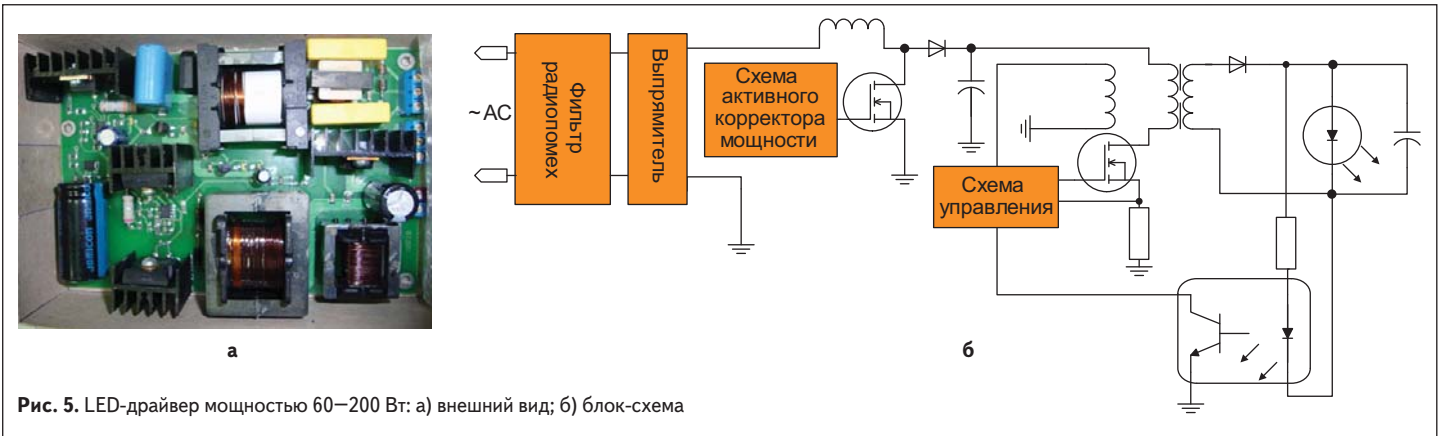 ~AC
Фильтр
радиопомех
Выпрямитель
Схема
активного
корректора
мощности
Схема
управления
Jamicon
а
б
Рис. 5. LED-драйвер мощностью 60—200 Вт: а) внешний вид; б) блок-схема